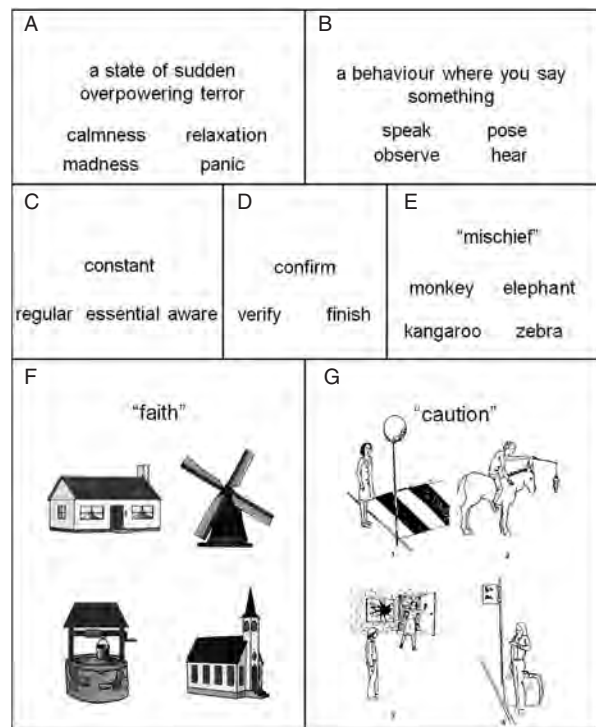 A
a state of sudden
overpowering terror
calmness relaxation
madness panic
B
a behaviour where you say
something
speak pose
observe hear
C
constant
regular essential aware
D
confirm
verify finish
E
"mischief"
monkey elephant
kangaroo zebra
F
"faith"
G
"caution"
1
2
3